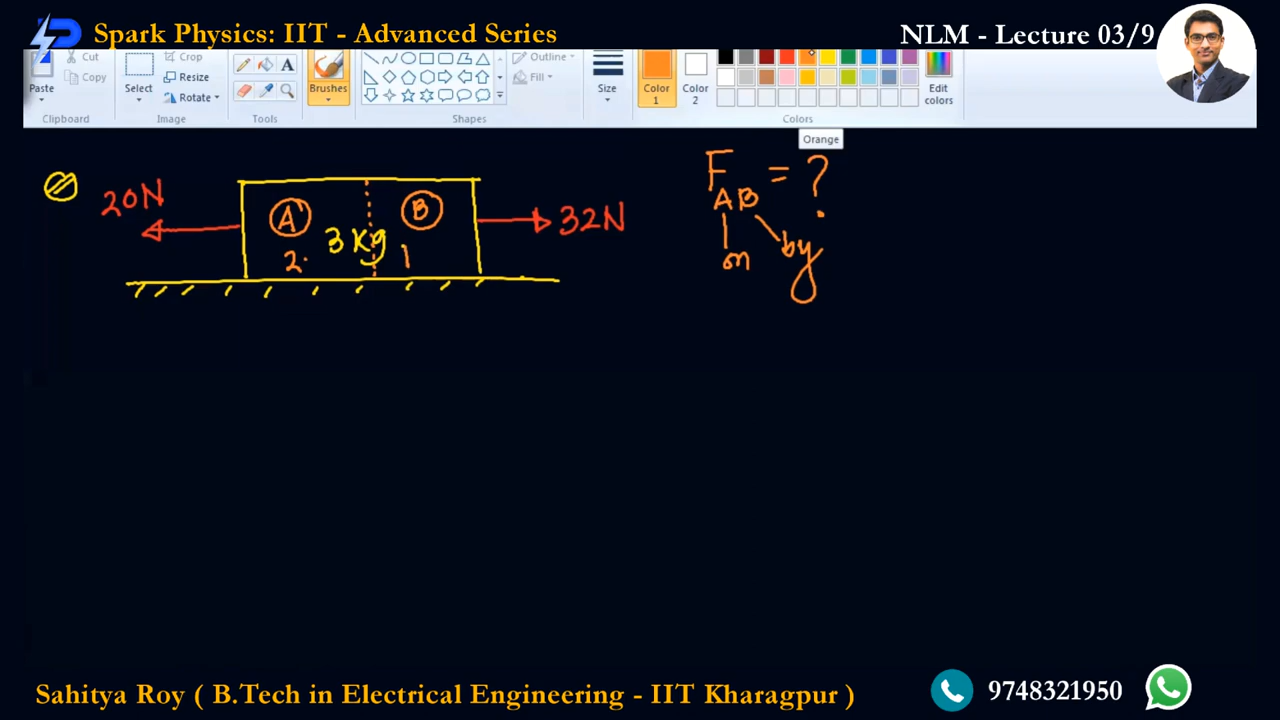 Spark Physics: IIT - Advanced Series
NLM - Lecture 03/9
Paste
Cut
Copy
Clipboard
Select
Crop
Resize
Rotate
Image
A
Tools
Brushes
Outline
Fill
Shapes
Size
Color 1
Color 2
Edit colors
Colors
Orange
20N
A
B
3 Kg
2.
1
32N
F AB = ?
on
by
Sahitya Roy ( B.Tech in Electrical Engineering - IIT Kharagpur )
9748321950